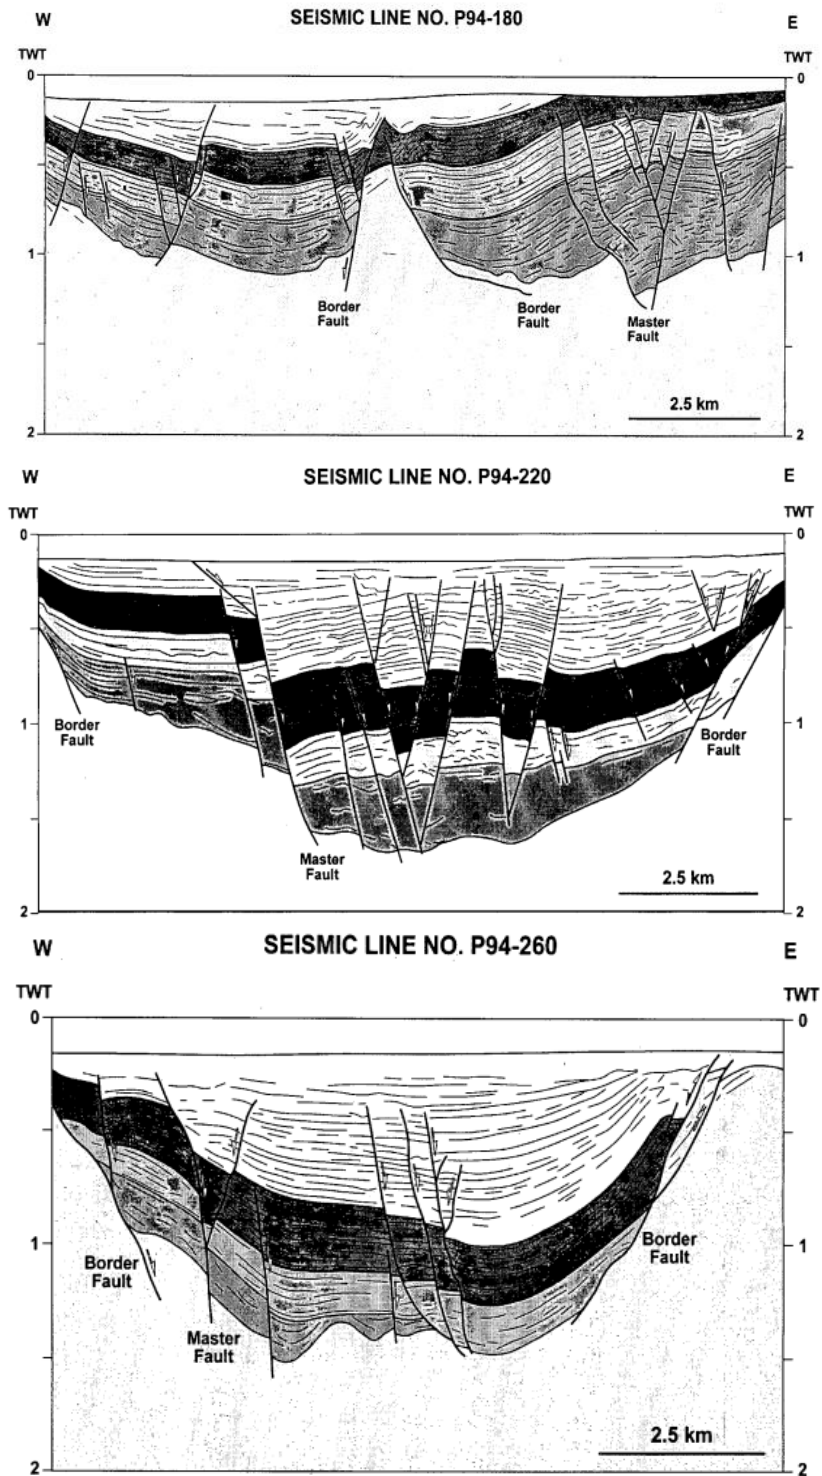 SEISMIC LINE NO. P94-180
W
E
TWT
TWT
0
0
1
1
Border
Fault
Border
Fault
Master
Fault
2.5 km
2
2
SEISMIC LINE NO. P94-220
W
E
TWT
TWT
0
0
1
1
Border
Fault
Border
Fault
Master
Fault
2.5 km
2
2
SEISMIC LINE NO. P94-260
W
E
TWT
TWT
0
0
1
1
Border
Fault
Border
Fault
Master
Fault
2.5 km
2
2